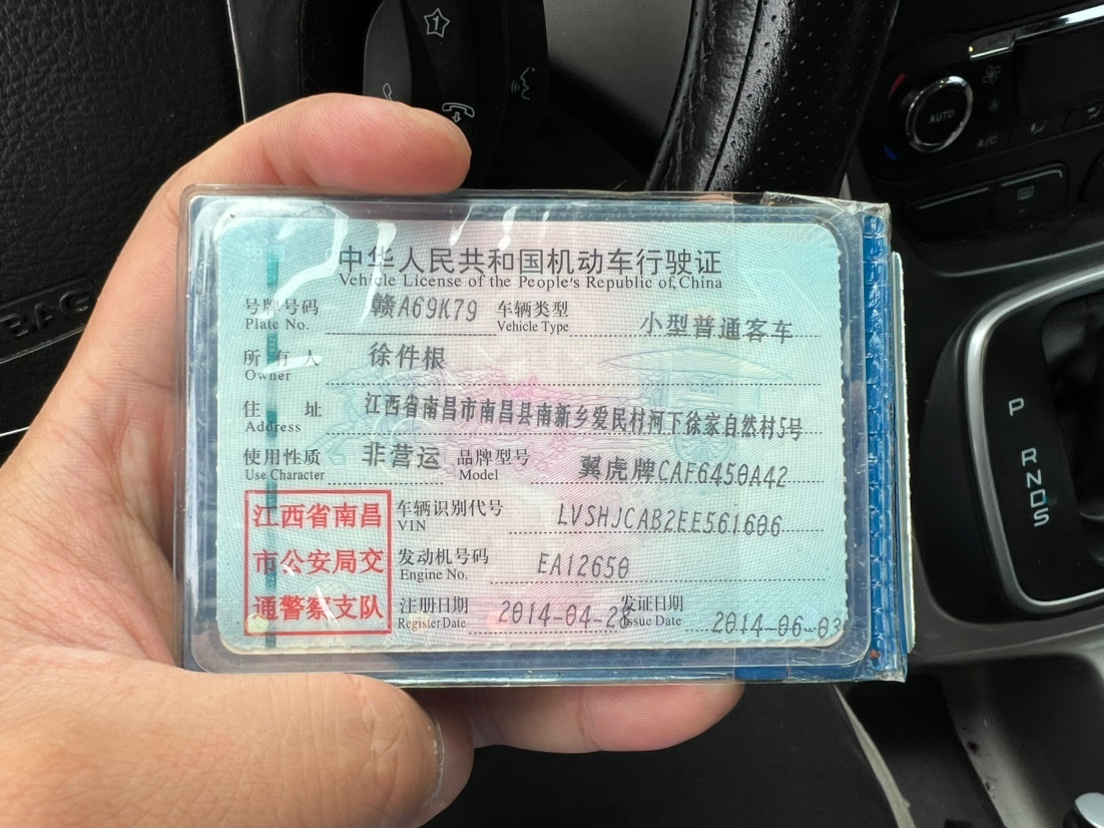 中华人民共和国机动车行驶证
Vehicle License of the People's Republic of China
号牌号码 赣A69K79 车辆类型 小型普通客车
Plate No. Vehicle Type
所有人 徐件根
Owner
住址 江西省南昌市南昌县南新乡爱民村河下徐家自然村5号
Address
使用性质 非营运 品牌型号 翼虎牌CAF6450A42
Use Character Model
江西省南昌
市公安局交
通警察支队
车辆识别代号 LVSHJCAB2EE561606
VIN
发动机号码 EA12650
Engine No.
注册日期 2014-04-28 发证日期 2014-06-03
Register Date Issue Date
1
AUTO
A/C
P
R
N
D
S
BAG